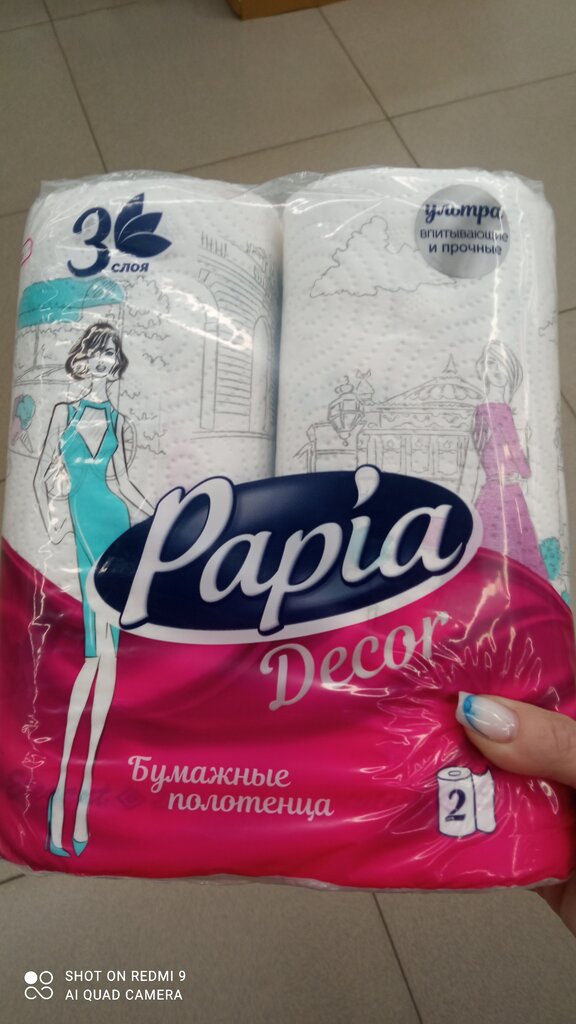 3
слоя
ультра
впитывающие
и прочные
Papia
Decor
Бумажные
полотенца
2
SHOT ON REDMI 9
AI QUAD CAMERA